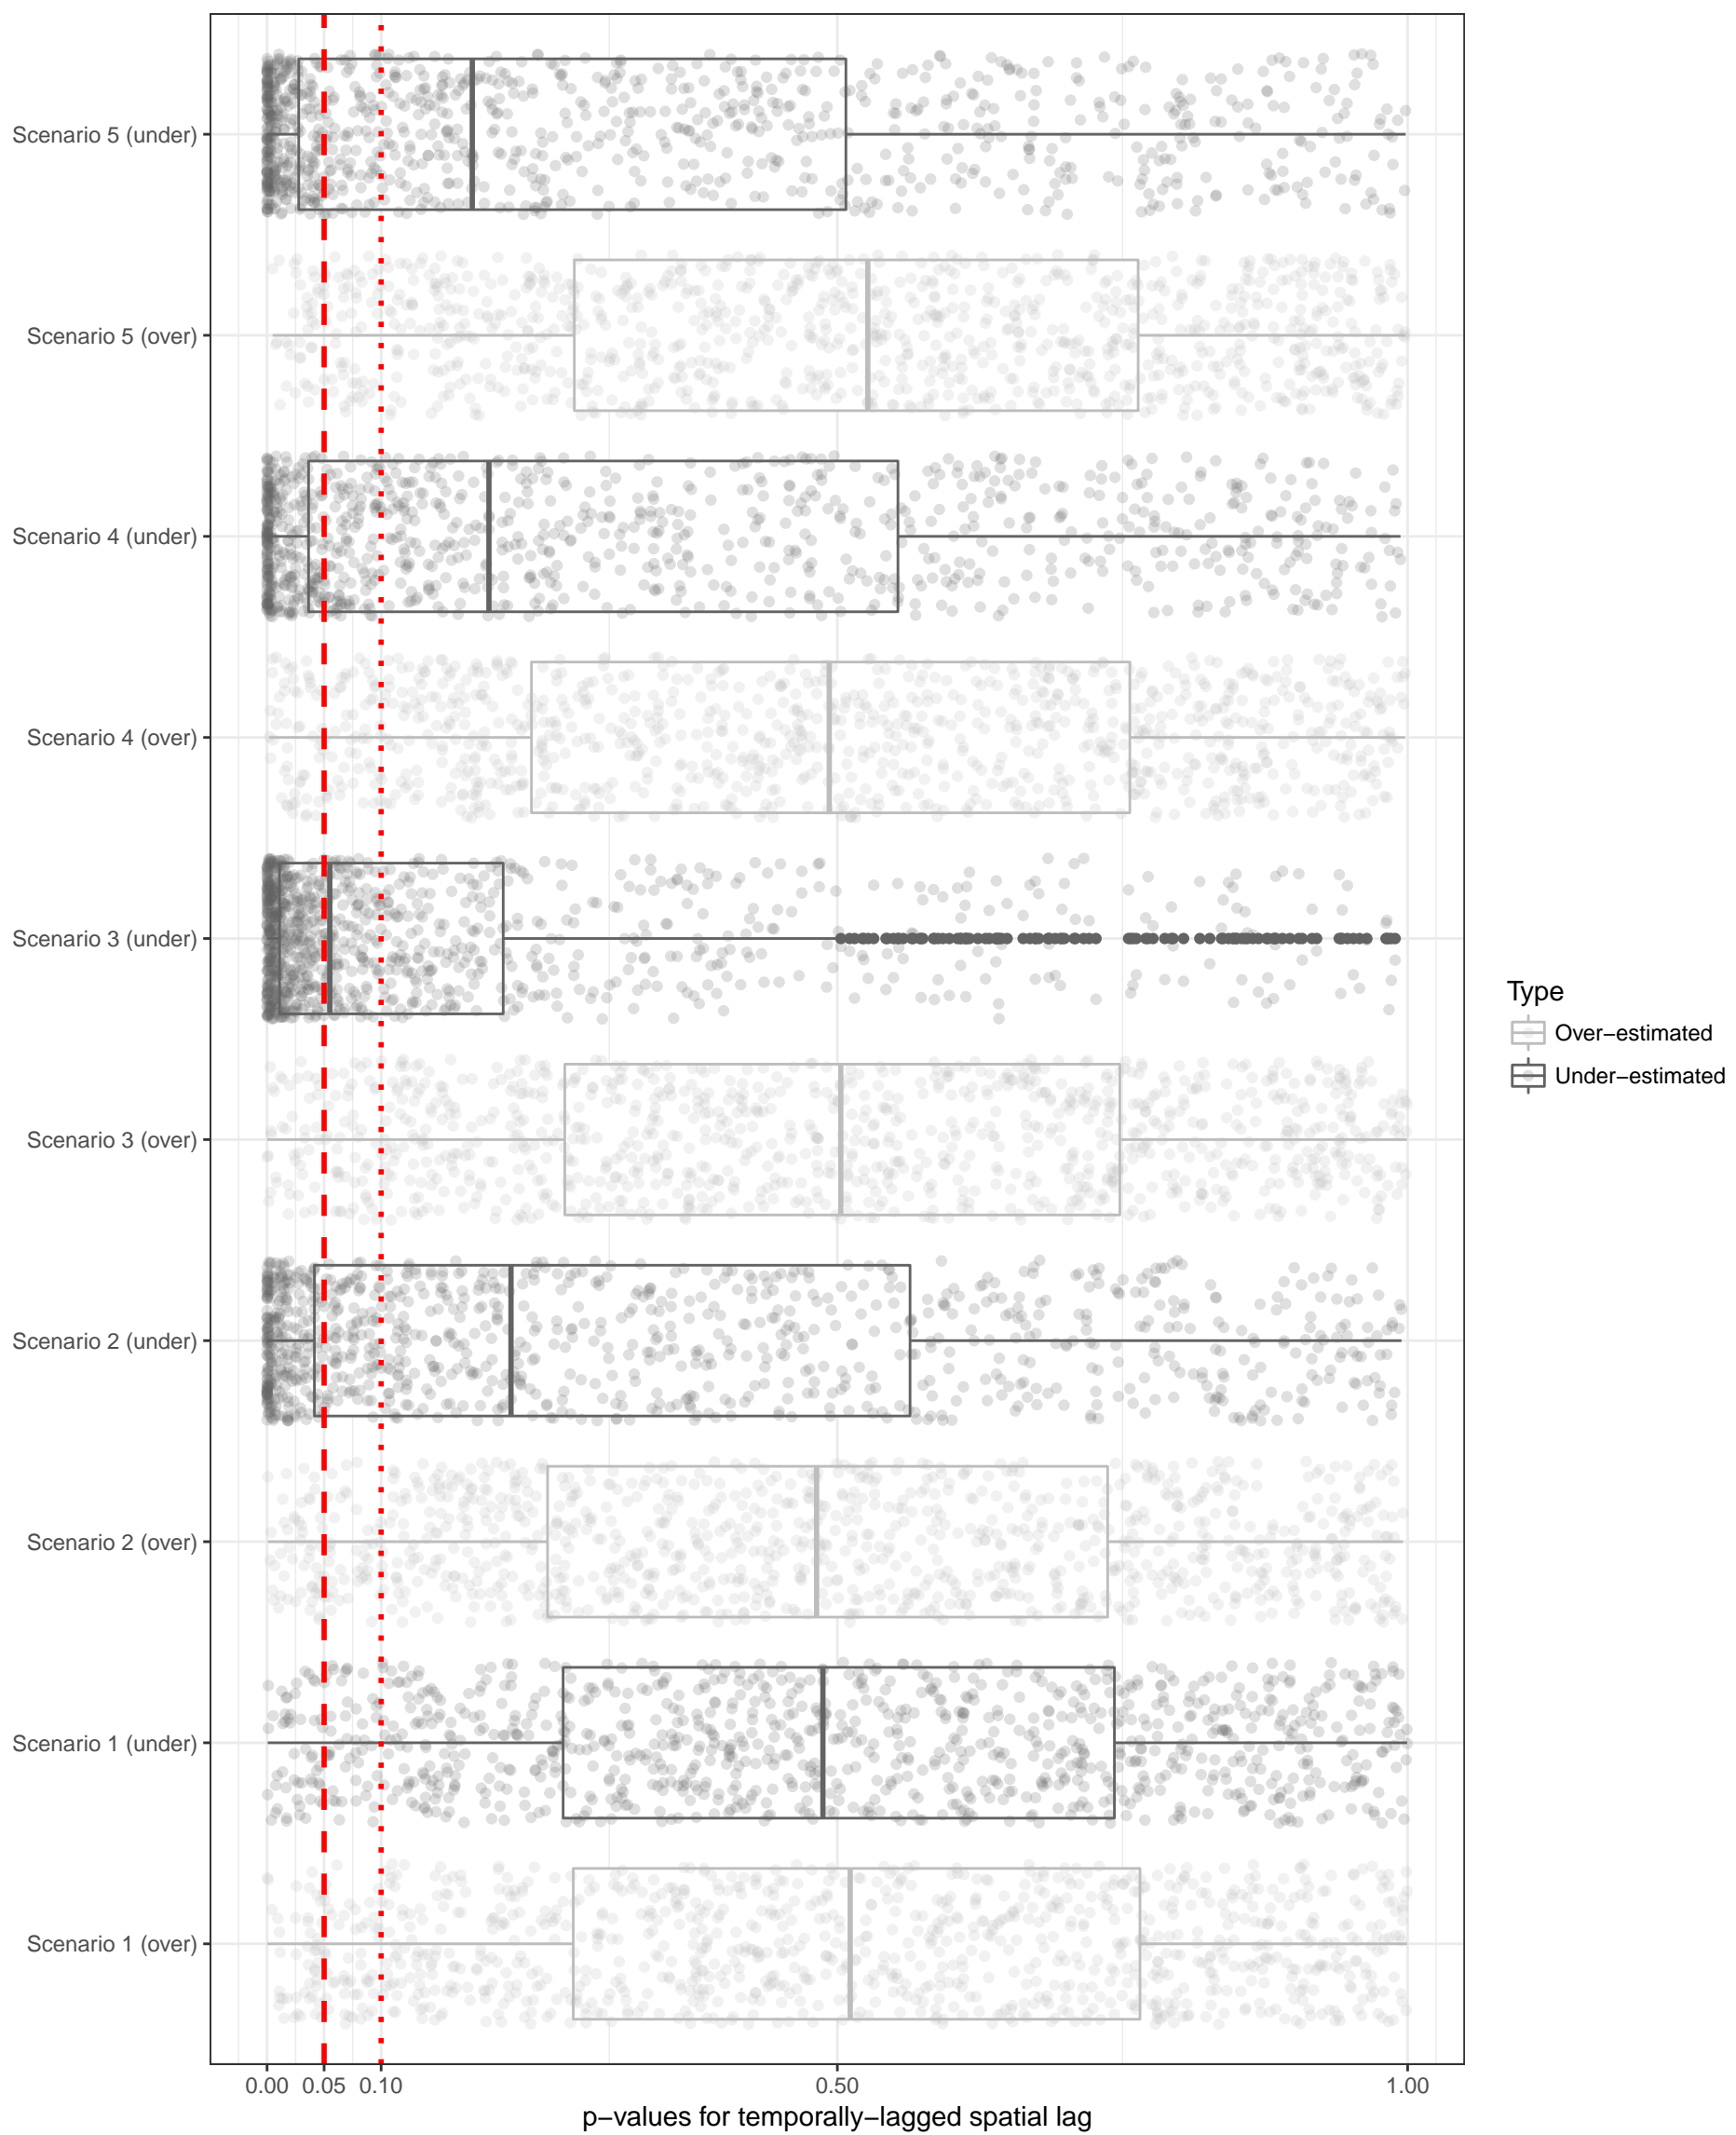 Scenario 5 (under)
Scenario 5 (over)
Scenario 4 (under)
Scenario 4 (over)
Scenario 3 (under)
Scenario 3 (over)
Scenario 2 (under)
Scenario 2 (over)
Scenario 1 (under)
Scenario 1 (over)
0.00 0.05 0.10 0.50 1.00
p−values for temporally−lagged spatial lag
Type
Over−estimated
Under−estimated